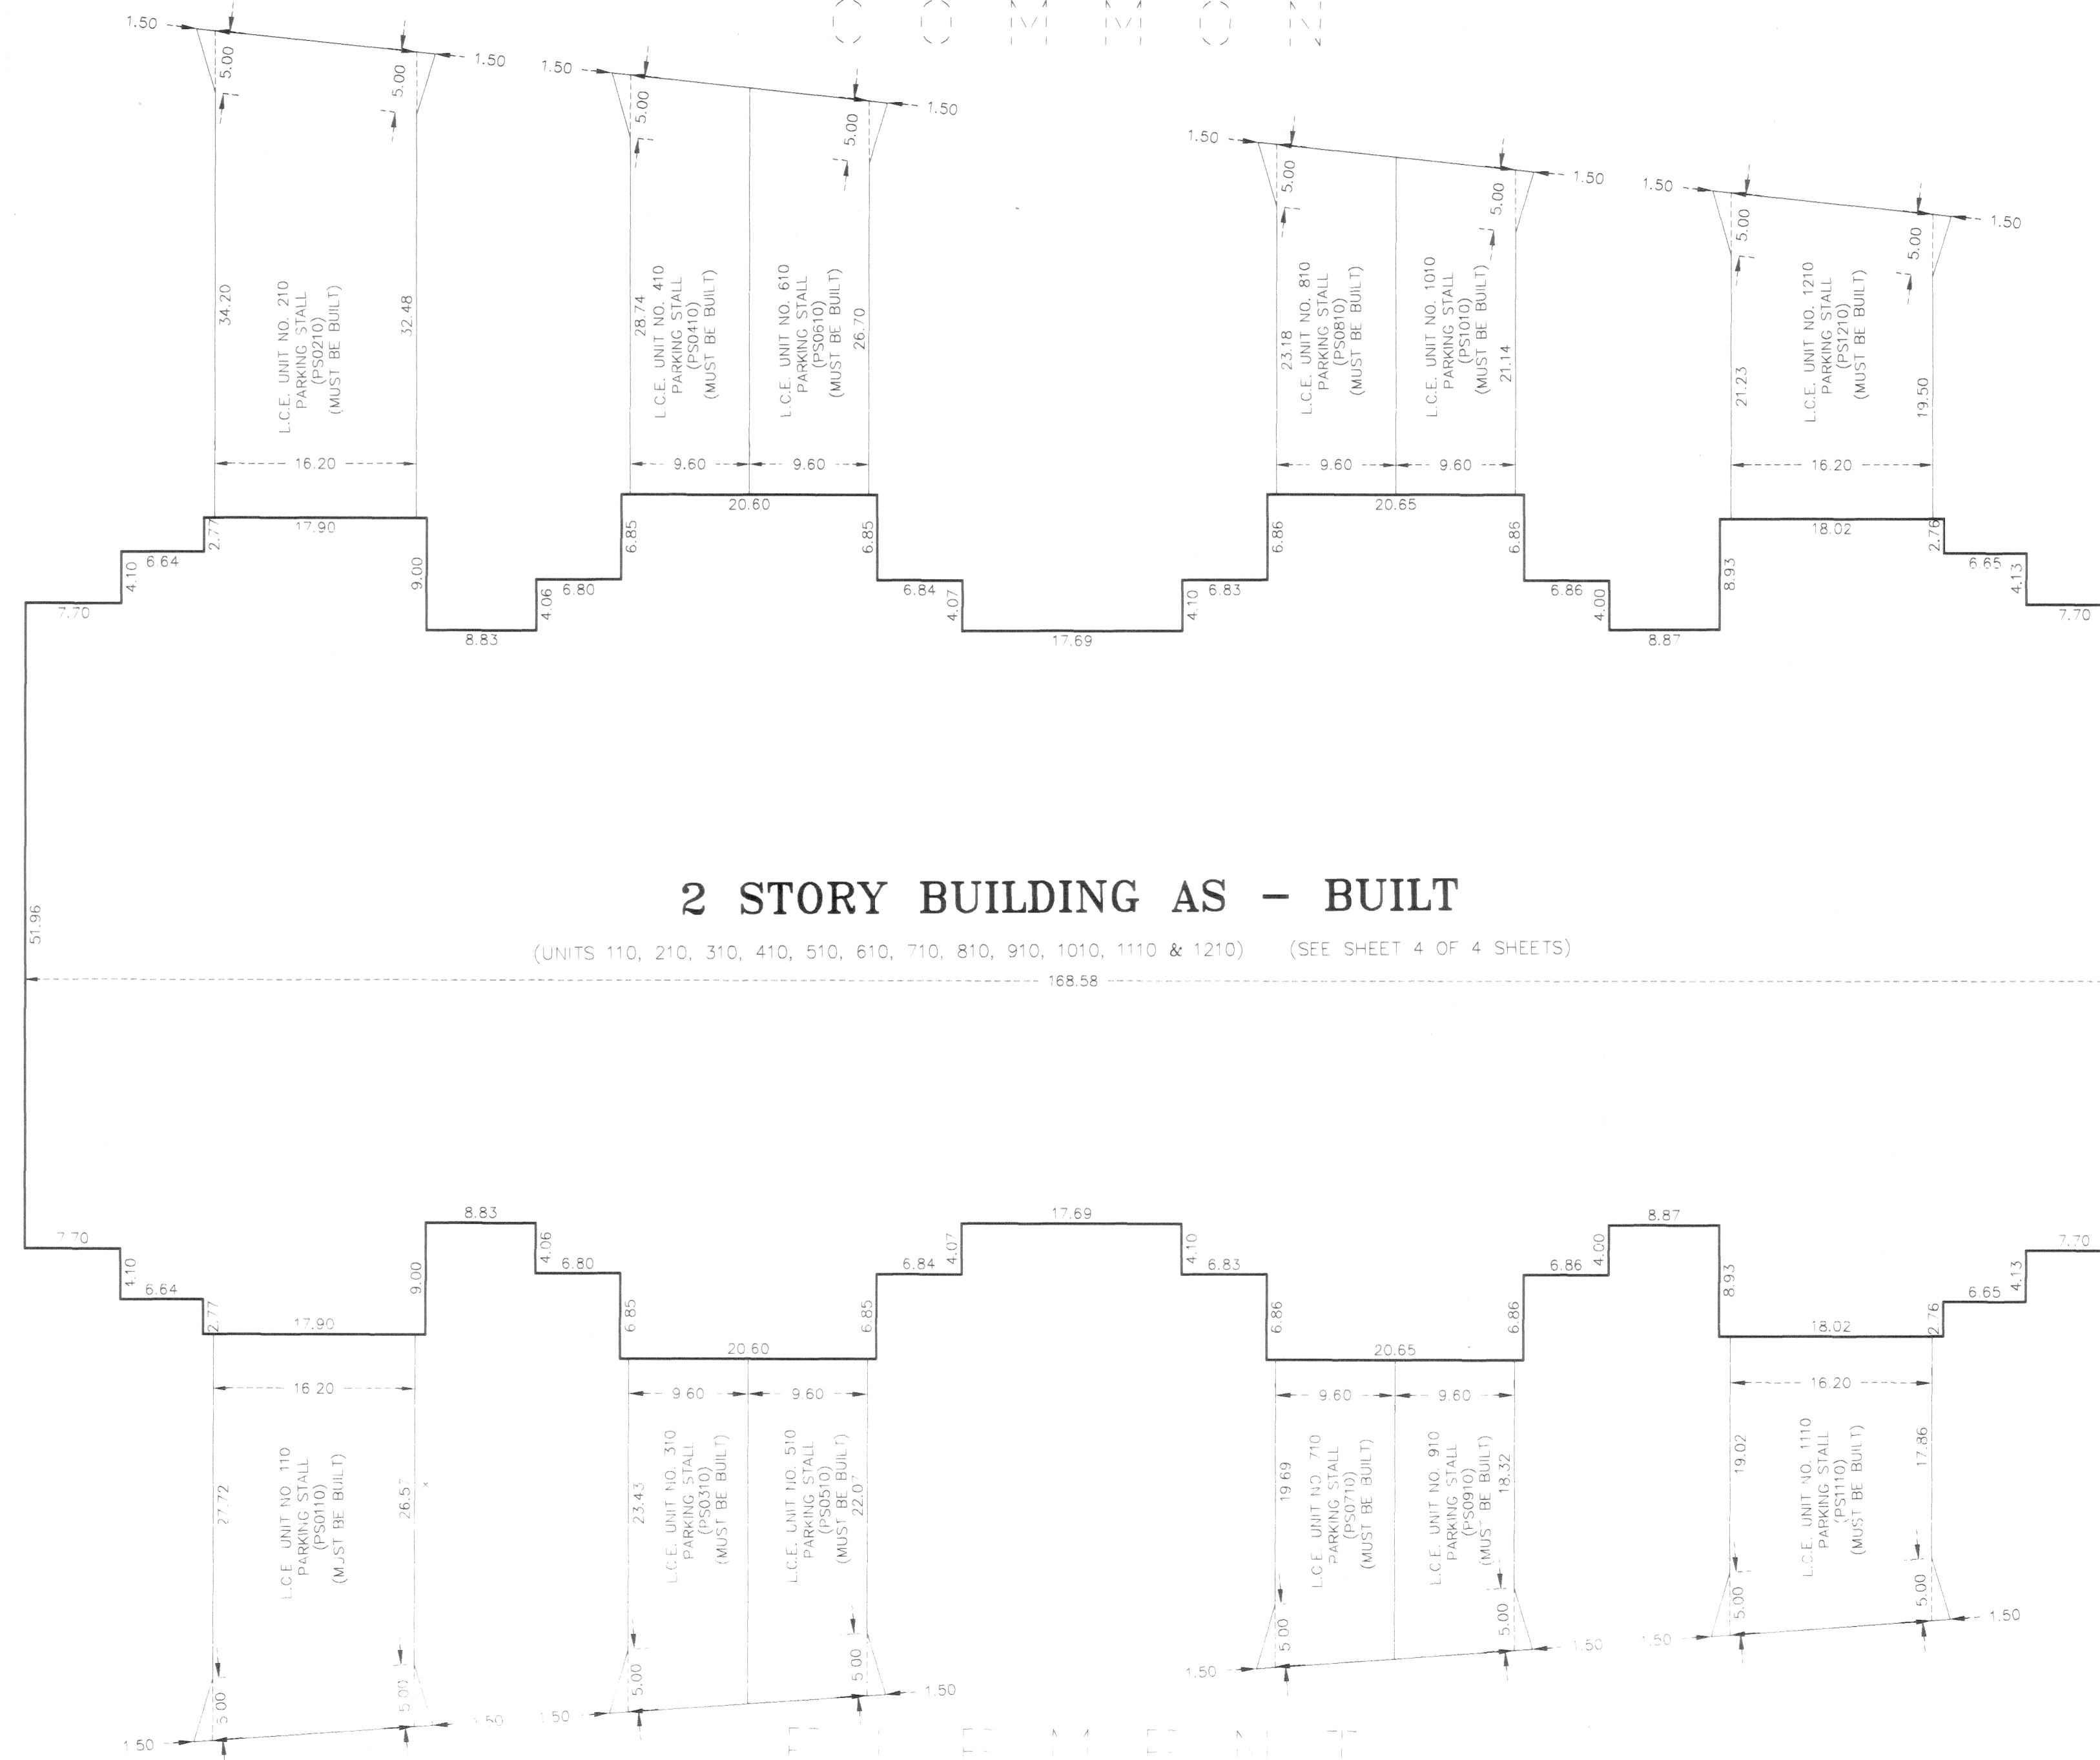 C O M M O N
1.50
5.00
5.00
1.50
34.20
L.C.E. UNIT NO. 210
PARKING STALL
(PS0210)
(MUST BE BUILT)
32.48
16.20
1.50
5.00
5.00
1.50
28.74
L.C.E. UNIT NO. 410
PARKING STALL
(PS0410)
(MUST BE BUILT)
L.C.E. UNIT NO. 610
PARKING STALL
(PS0610)
(MUST BE BUILT)
26.70
9.60
9.60
1.50
5.00
5.00
1.50
23.18
L.C.E. UNIT NO. 810
PARKING STALL
(PS0810)
(MUST BE BUILT)
L.C.E. UNIT NO. 1010
PARKING STALL
(PS1010)
(MUST BE BUILT)
21.14
9.60
9.60
1.50
5.00
5.00
1.50
21.23
L.C.E. UNIT NO. 1210
PARKING STALL
(PS1210)
(MUST BE BUILT)
19.50
16.20
7.70
4.10
6.64
2.77
17.90
9.00
8.83
4.06
6.80
6.85
20.60
6.85
6.84
4.07
17.69
4.10
6.83
6.86
20.65
6.86
6.86
4.00
8.87
8.93
18.02
2.76
6.65
4.13
7.70
51.96
2 STORY BUILDING AS - BUILT
(UNITS 110, 210, 310, 410, 510, 610, 710, 810, 910, 1010, 1110 & 1210) (SEE SHEET 4 OF 4 SHEETS)
168.58
7.70
4.10
6.64
2.77
17.90
9.00
8.83
4.06
6.80
6.85
20.60
6.85
6.84
4.07
17.69
4.10
6.83
6.86
20.65
6.86
6.86
4.00
8.87
8.93
18.02
2.76
6.65
4.13
7.70
16.20
27.72
L.C.E. UNIT NO. 110
PARKING STALL
(PS0110)
(MUST BE BUILT)
26.57
5.00
5.00
1.50
1.50
9.60
9.60
23.43
L.C.E. UNIT NO. 310
PARKING STALL
(PS0310)
(MUST BE BUILT)
L.C.E. UNIT NO. 510
PARKING STALL
(PS0510)
(MUST BE BUILT)
22.07
5.00
5.00
1.50
1.50
9.60
9.60
19.69
L.C.E. UNIT NO. 710
PARKING STALL
(PS0710)
(MUST BE BUILT)
L.C.E. UNIT NO. 910
PARKING STALL
(PS0910)
(MUST BE BUILT)
18.32
5.00
5.00
1.50
1.50
16.20
19.02
L.C.E. UNIT NO. 1110
PARKING STALL
(PS1110)
(MUST BE BUILT)
17.86
5.00
5.00
1.50
1.50